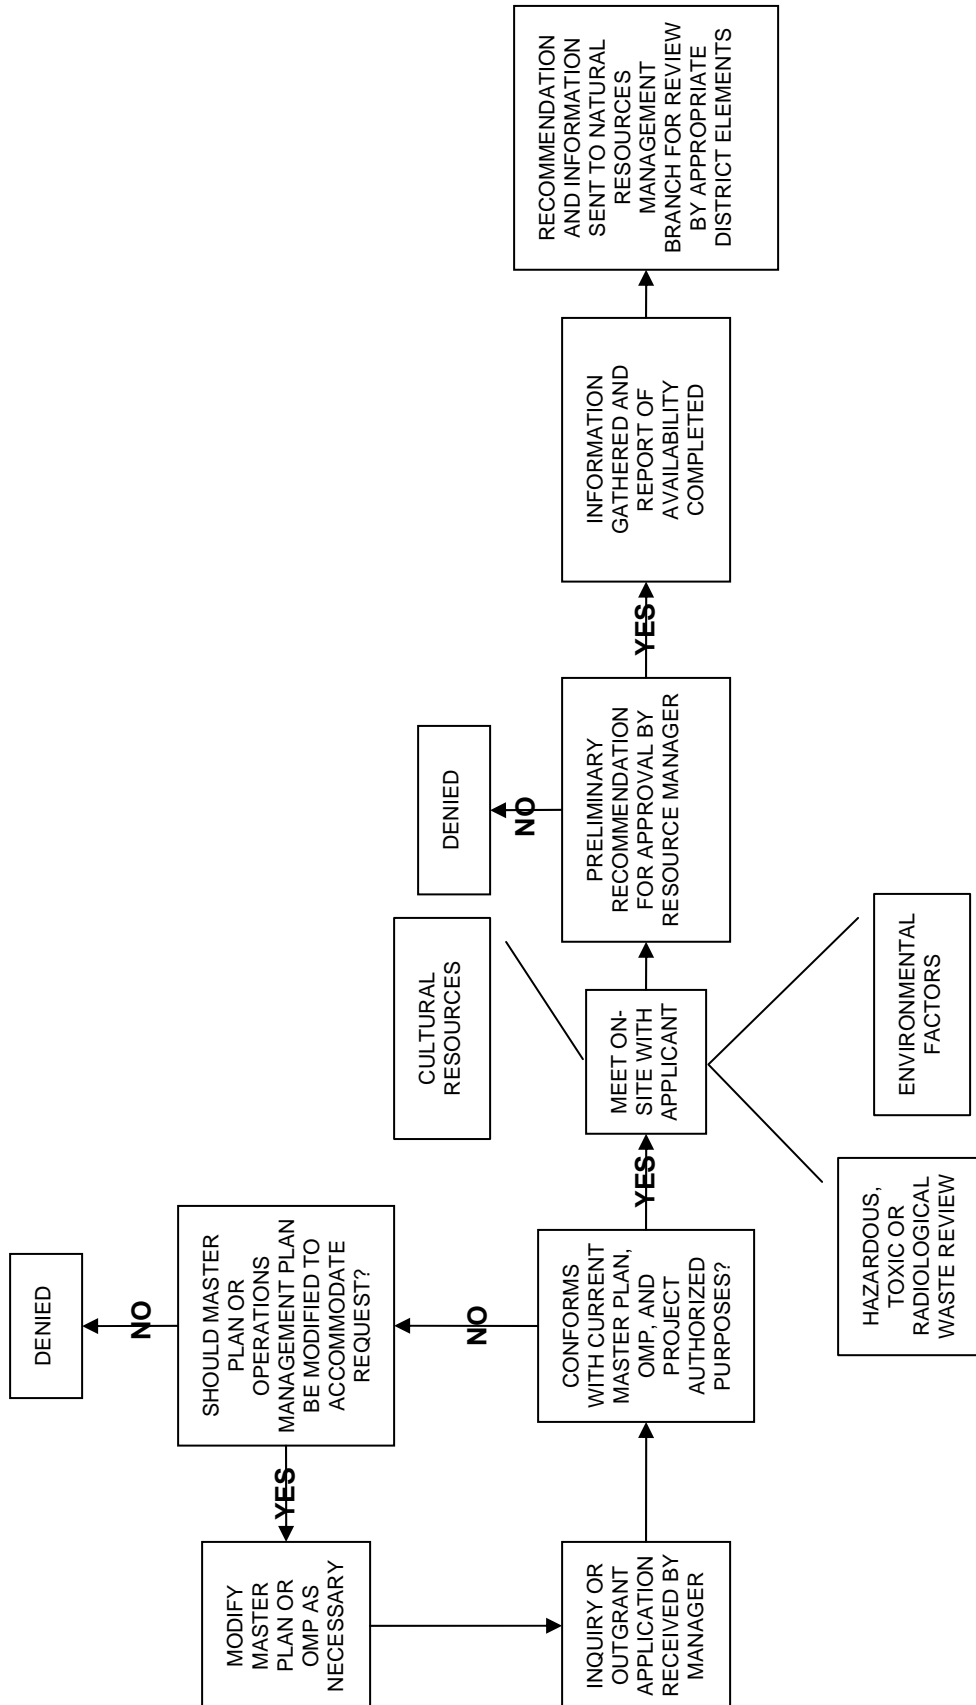 DENIED
SHOULD MASTER
PLAN OR
OPERATIONS
MANAGEMENT PLAN
BE MODIFIED TO
ACCOMMODATE
REQUEST?
NO
YES
MODIFY
MASTER
PLAN OR
OMP AS
NECESSARY
INQUIRY OR
OUTGRANT
APPLICATION
RECEIVED BY
MANAGER
NO
CONFORMS
WITH CURRENT
MASTER PLAN,
OMP, AND
PROJECT
AUTHORIZED
PURPOSES?
YES
CULTURAL
RESOURCES
MEET ON-
SITE WITH
APPLICANT
HAZARDOUS,
TOXIC OR
RADIOLOGICAL
WASTE REVIEW
ENVIRONMENTAL
FACTORS
DENIED
NO
PRELIMINARY
RECOMMENDATION
FOR APPROVAL BY
RESOURCE MANAGER
YES
INFORMATION
GATHERED AND
REPORT OF
AVAILABILITY
COMPLETED
RECOMMENDATION
AND INFORMATION
SENT TO NATURAL
RESOURCES
MANAGEMENT
BRANCH FOR REVIEW
BY APPROPRIATE
DISTRICT ELEMENTS